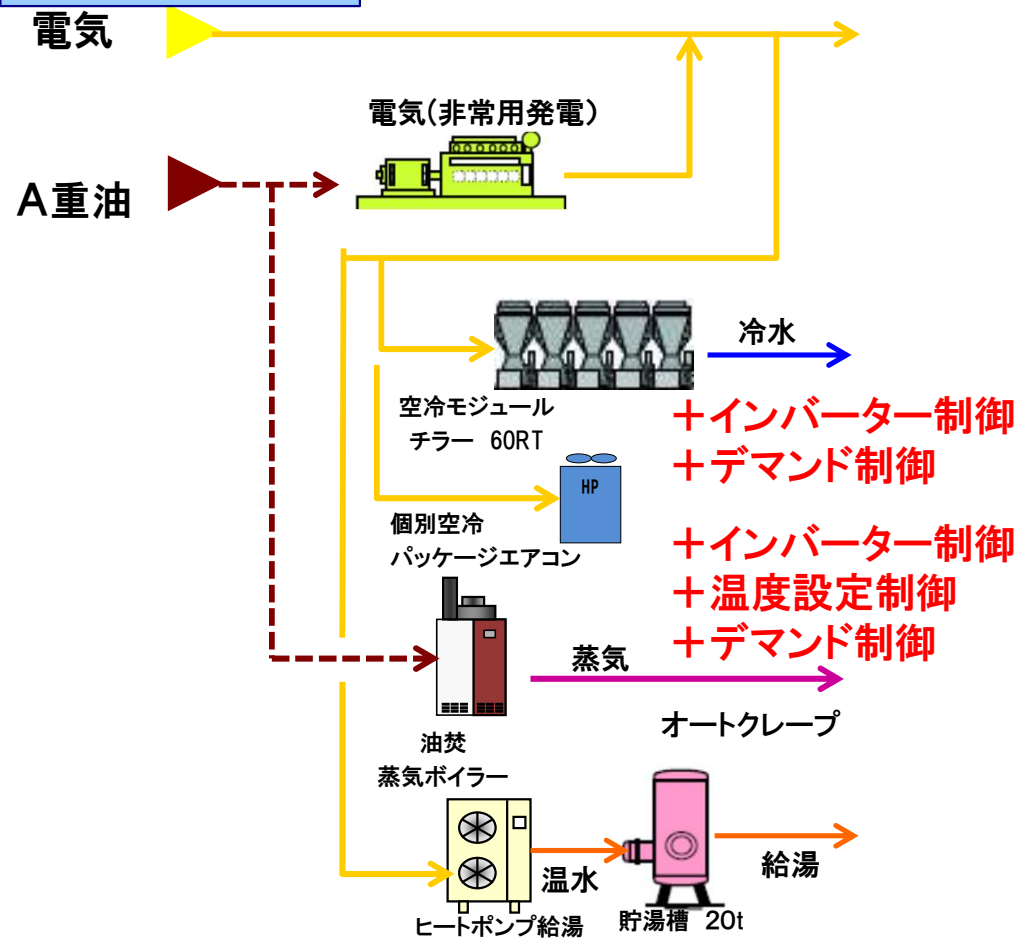 電気
電気(非常用発電)
A重油
冷水
空冷モジュール
チラー 60RT
+インバーター制御
+デマンド制御
HP
個別空冷
パッケージエアコン
+インバーター制御
+温度設定制御
+デマンド制御
蒸気
オートクレープ
油焚
蒸気ボイラー
温水
給湯
ヒートポンプ給湯
貯湯槽 20t